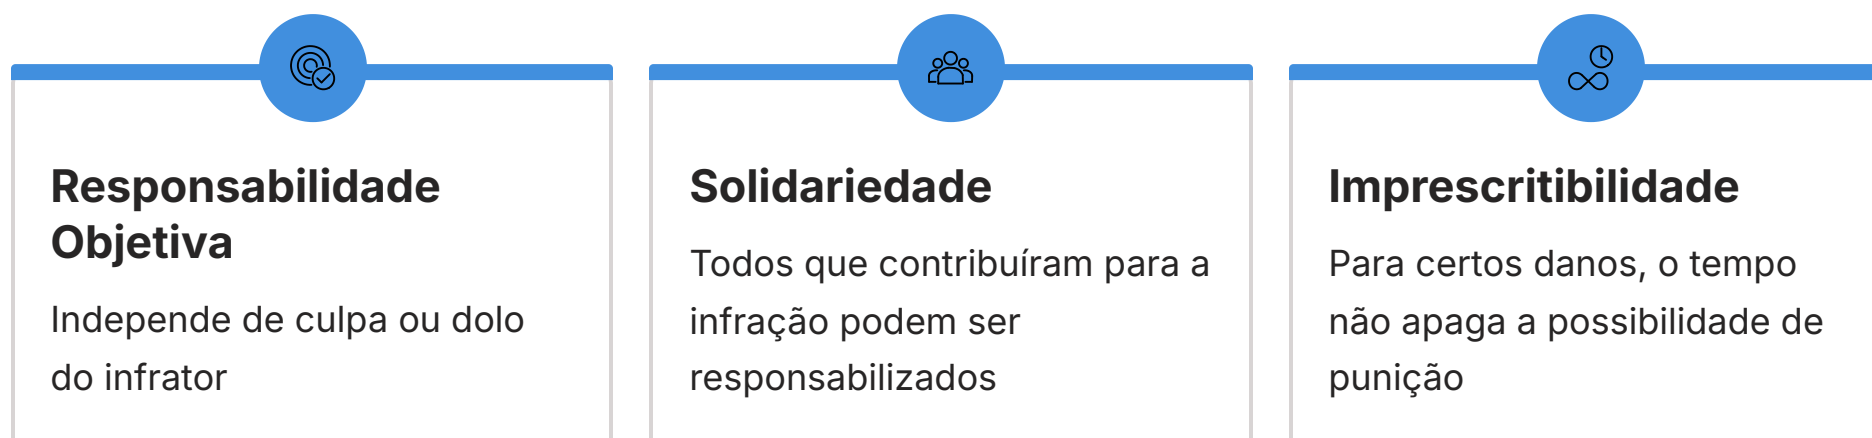 Responsabilidade
Objetiva
Independe de culpa ou dolo
do infrator
Solidariedade
Todos que contribuíram para a
infração podem ser
responsabilizados
Imprescritibilidade
Para certos danos, o tempo
não apaga a possibilidade de
punição